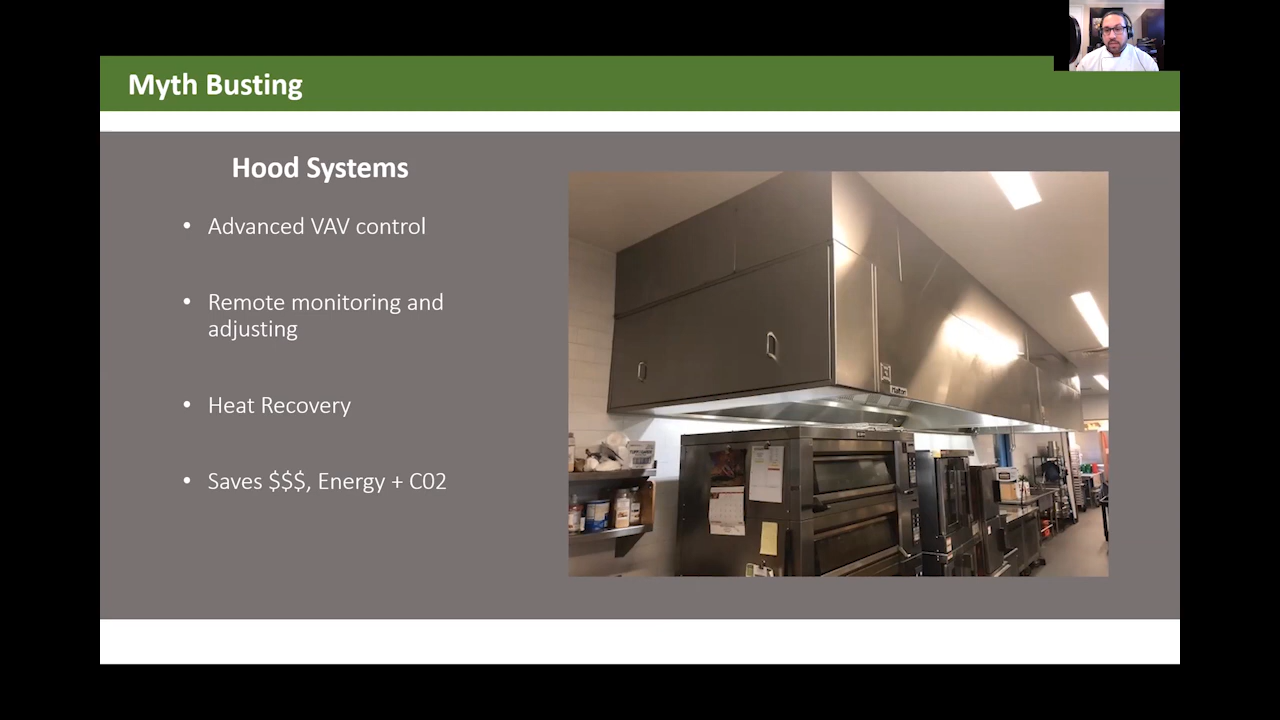 Myth Busting
Hood Systems
• Advanced VAV control
• Remote monitoring and
adjusting
• Heat Recovery
• Saves $$$, Energy + C02